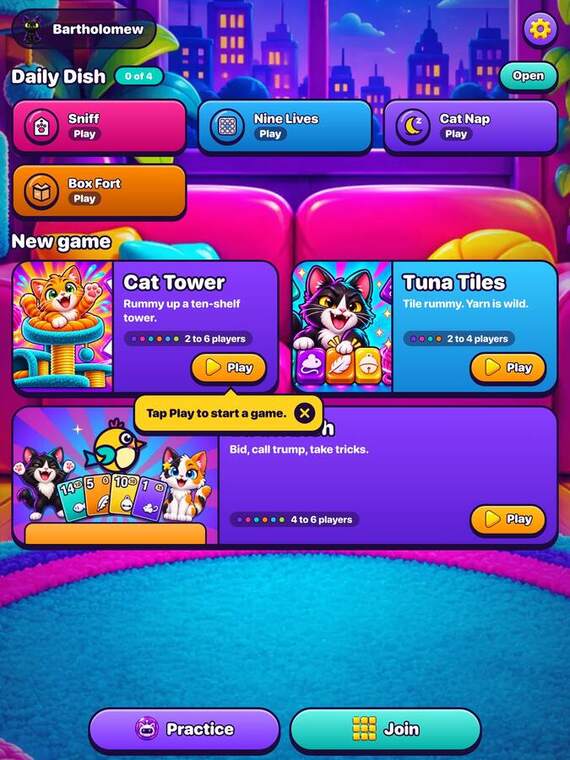 Bartholomew
Daily Dish
0 of 4
Open
Sniff
Play
Nine Lives
Play
Cat Nap
Play
Box Fort
Play
New game
Cat Tower
Rummy up a ten-shelf
tower.
2 to 6 players
Play
Tuna Tiles
Tile rummy. Yarn is wild.
2 to 4 players
Play
Tap Play to start a game.
Bid, call trump, take tricks.
14 5 0 10 1
4 to 6 players
Play
Practice
Join